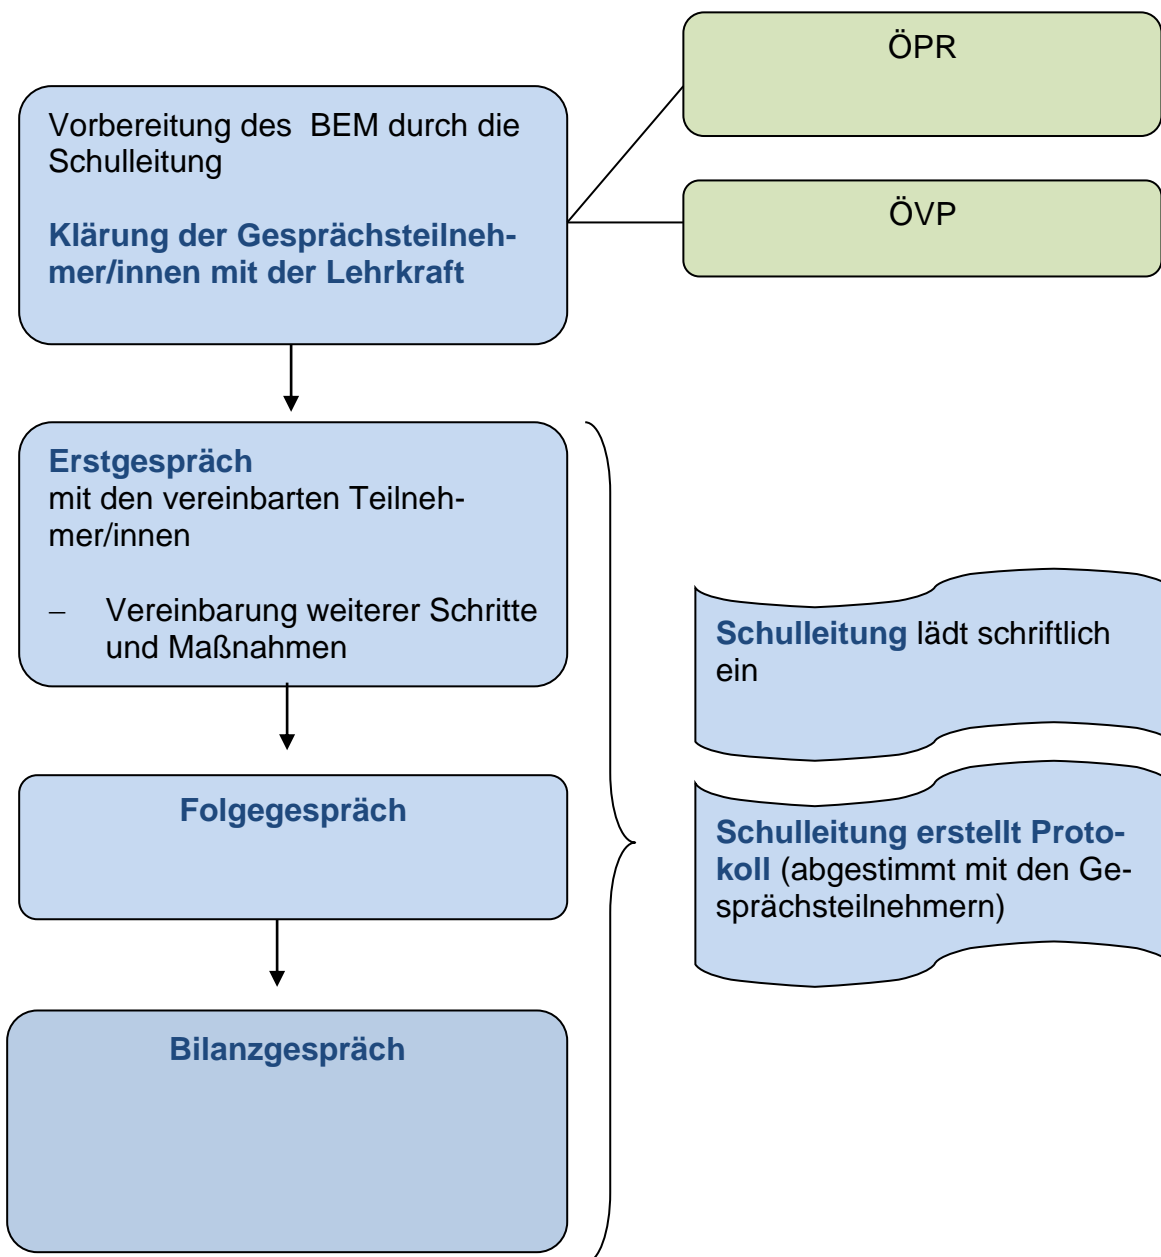 Vorbereitung des  BEM durch die
Schulleitung
Klärung der Gesprächsteilneh-
mer/innen mit der Lehrkraft
ÖPR
ÖVP
Erstgespräch
mit den vereinbarten Teilneh-
mer/innen
– Vereinbarung weiterer Schritte
und Maßnahmen
Folgegespräch
Bilanzgespräch
Schulleitung lädt schriftlich
ein
Schulleitung erstellt Proto-
koll (abgestimmt mit den Ge-
sprächsteilnehmern)